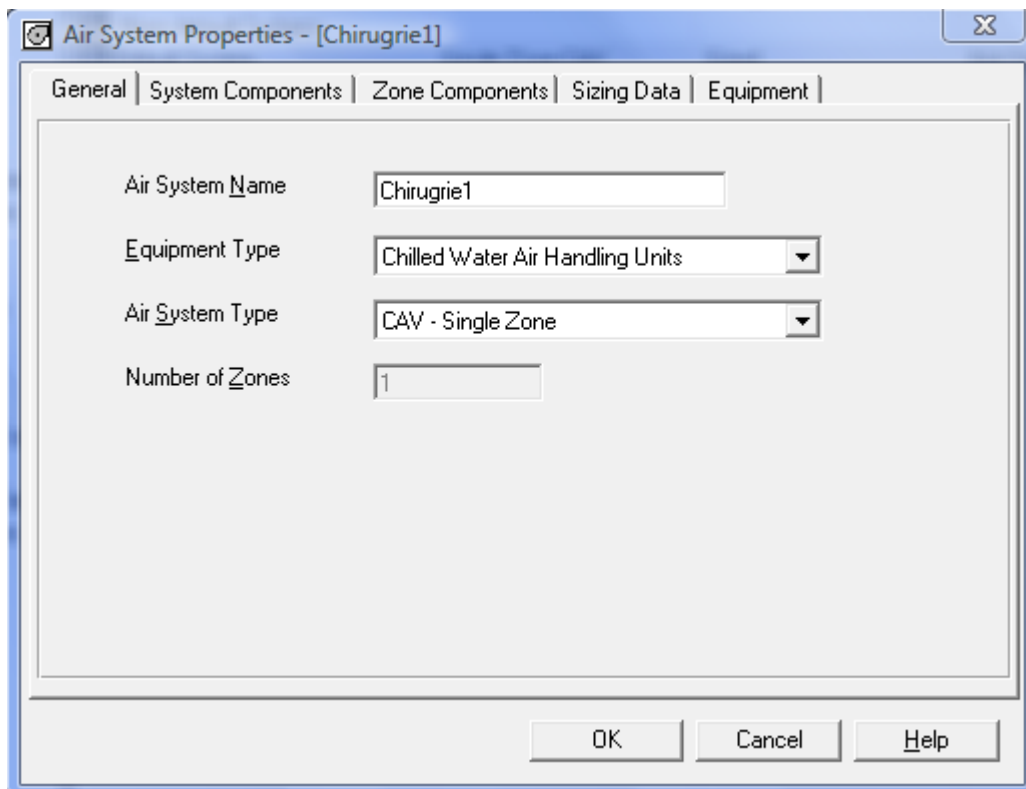 Air System Properties - [Chirugrie1]
General System Components Zone Components Sizing Data Equipment
Air System Name Chirugrie1
Equipment Type Chilled Water Air Handling Units
Air System Type CAV - Single Zone
Number of Zones 1
OK Cancel Help